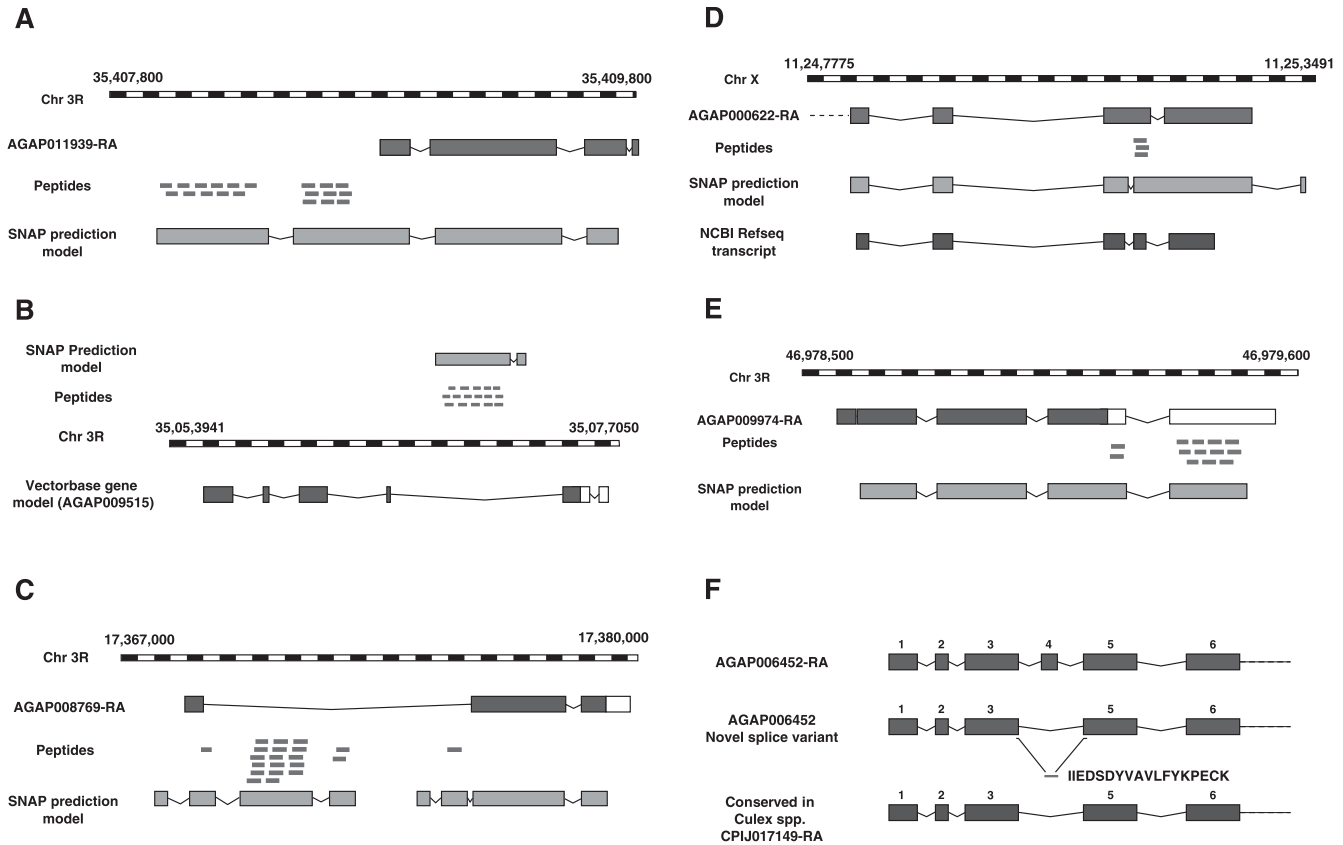 A
35,407,800
35,409,800
Chr 3R
AGAP011939-RA
Peptides
SNAP prediction
model
B
SNAP Prediction
model
Peptides
35,05,3941
35,07,7050
Chr 3R
Vectorbase gene
model (AGAP009515)
C
17,367,000
17,380,000
Chr 3R
AGAP008769-RA
Peptides
SNAP prediction
model
D
11,24,7775
11,25,3491
Chr X
AGAP000622-RA
Peptides
SNAP prediction
model
NCBI Refseq
transcript
E
46,978,500
46,979,600
Chr 3R
AGAP009974-RA
Peptides
SNAP prediction
model
F
1 2 3 4 5 6
AGAP006452-RA
1 2 3 5 6
AGAP006452
Novel splice variant
IIEDSDYVAVLFYKPECK
1 2 3 5 6
Conserved in
Culex spp.
CPIJ017149-RA